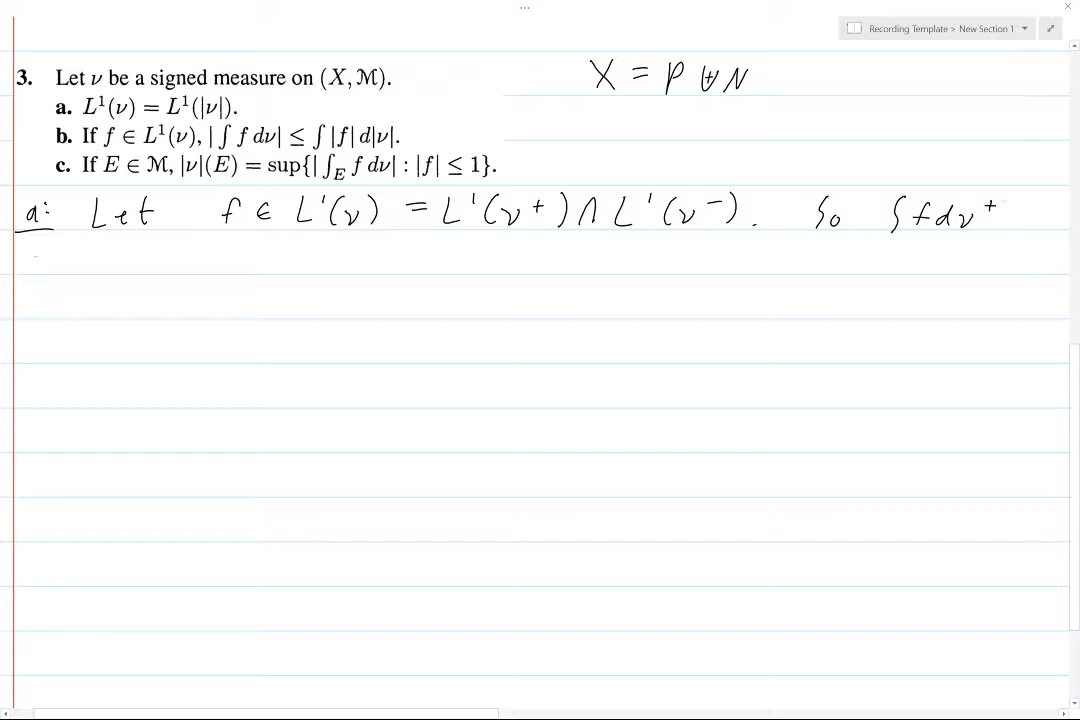 Recording Template > New Section 1
3. Let ν be a signed measure on (X, ℳ).
X = P ⊎ N
a. L¹(ν) = L¹(|ν|).
b. If f ∈ L¹(ν), |∫ f dν| ≤ ∫ |f| d|ν|.
c. If E ∈ ℳ, |ν|(E) = sup{|∫_E f dν| : |f| ≤ 1}.
a: Let f ∈ L¹(ν) = L¹(ν⁺) ∩ L¹(ν⁻). So ∫ f dν⁺